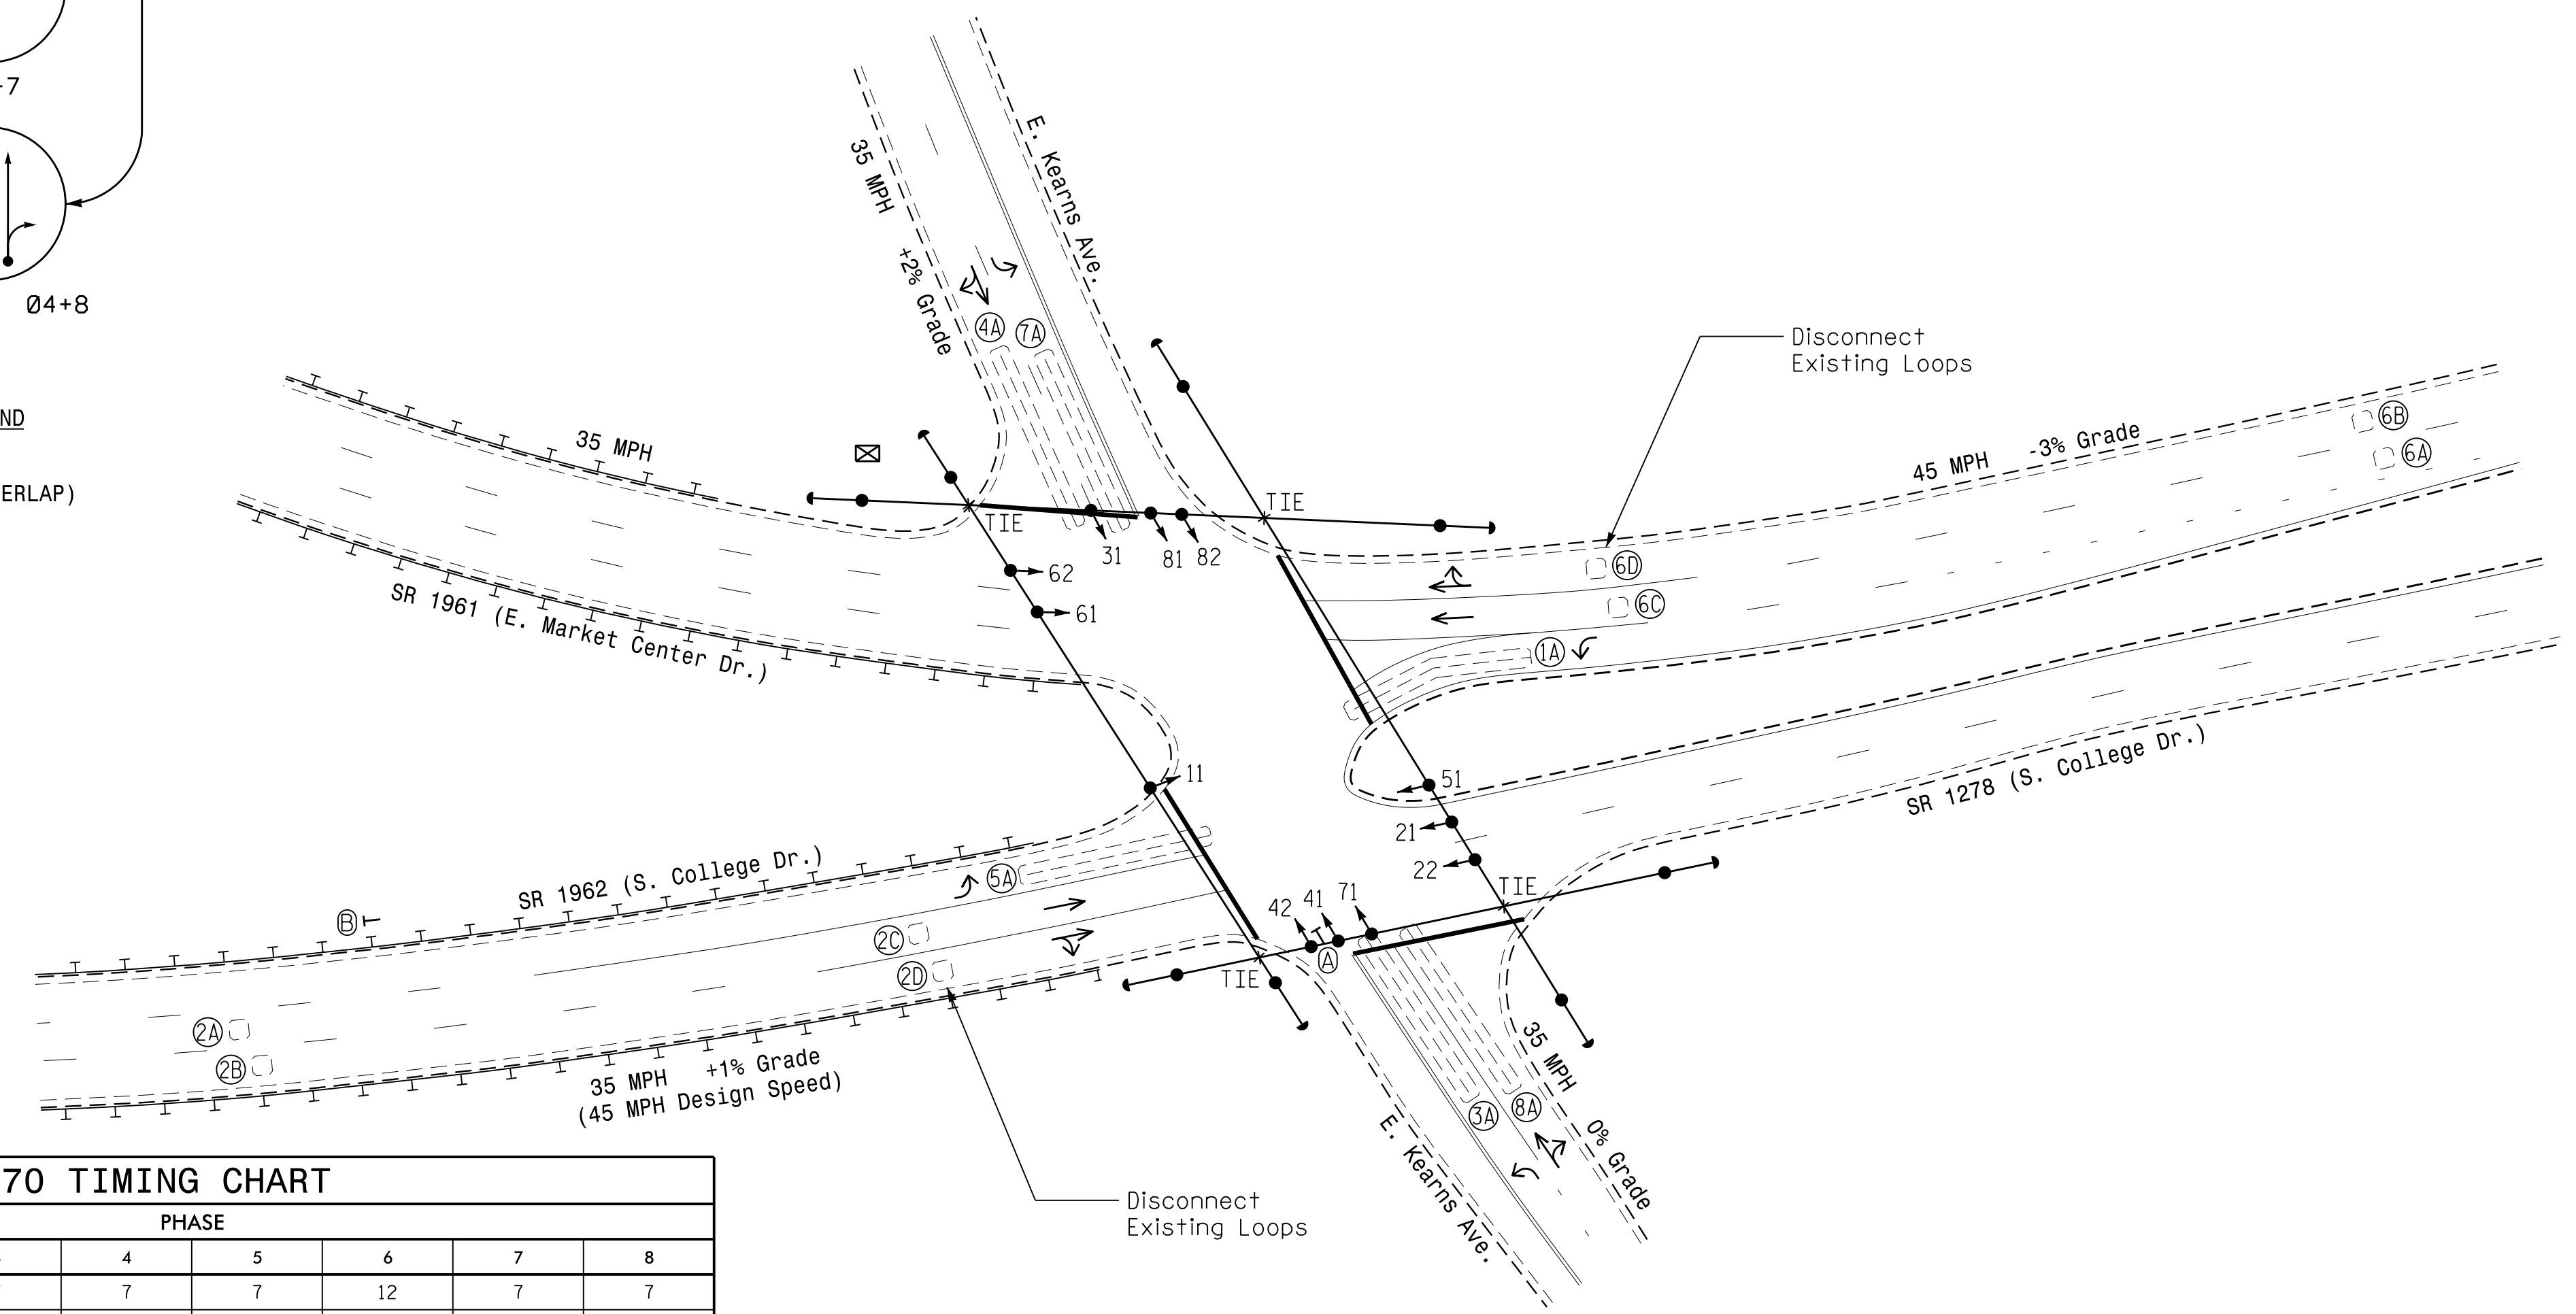 -7
Ø4+8
ND
ERLAP)
35 MPH
+2% Grade
E. Kearns Ave.
4A
7A
Disconnect
Existing Loops
6B
6A
45 MPH
-3% Grade
35 MPH
TIE
TIE
31
81
82
62
61
6D
6C
1A
SR 1961 (E. Market Center Dr.)
11
51
21
22
SR 1278 (S. College Dr.)
SR 1962 (S. College Dr.)
5A
B
2C
2D
42
41
71
A
TIE
TIE
2A
2B
35 MPH
+1% Grade
(45 MPH Design Speed)
35 MPH
0% Grade
3A
8A
E. Kearns Ave.
Disconnect
Existing Loops
70 TIMING CHART
PHASE
4 5 6 7 8
7 7 12 7 7